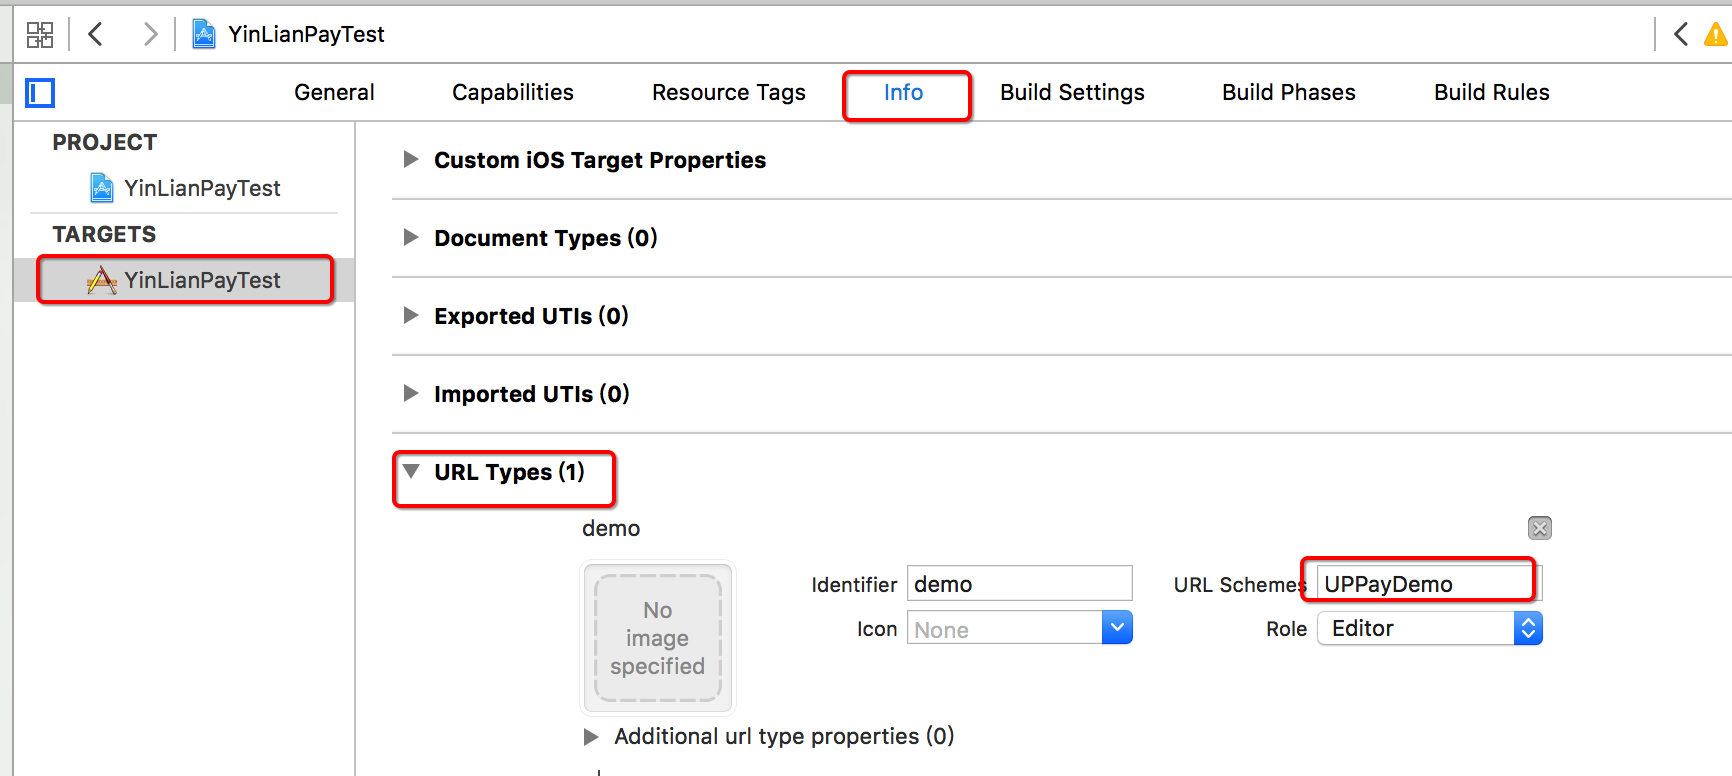 YinLianPayTest
General Capabilities Resource Tags Info Build Settings Build Phases Build Rules
PROJECT
YinLianPayTest
TARGETS
YinLianPayTest
Custom iOS Target Properties
Document Types (0)
Exported UTIs (0)
Imported UTIs (0)
URL Types (1)
demo
No
image
specified
Identifier demo
URL Schemes UPPayDemo
Icon None
Role Editor
Additional url type properties (0)